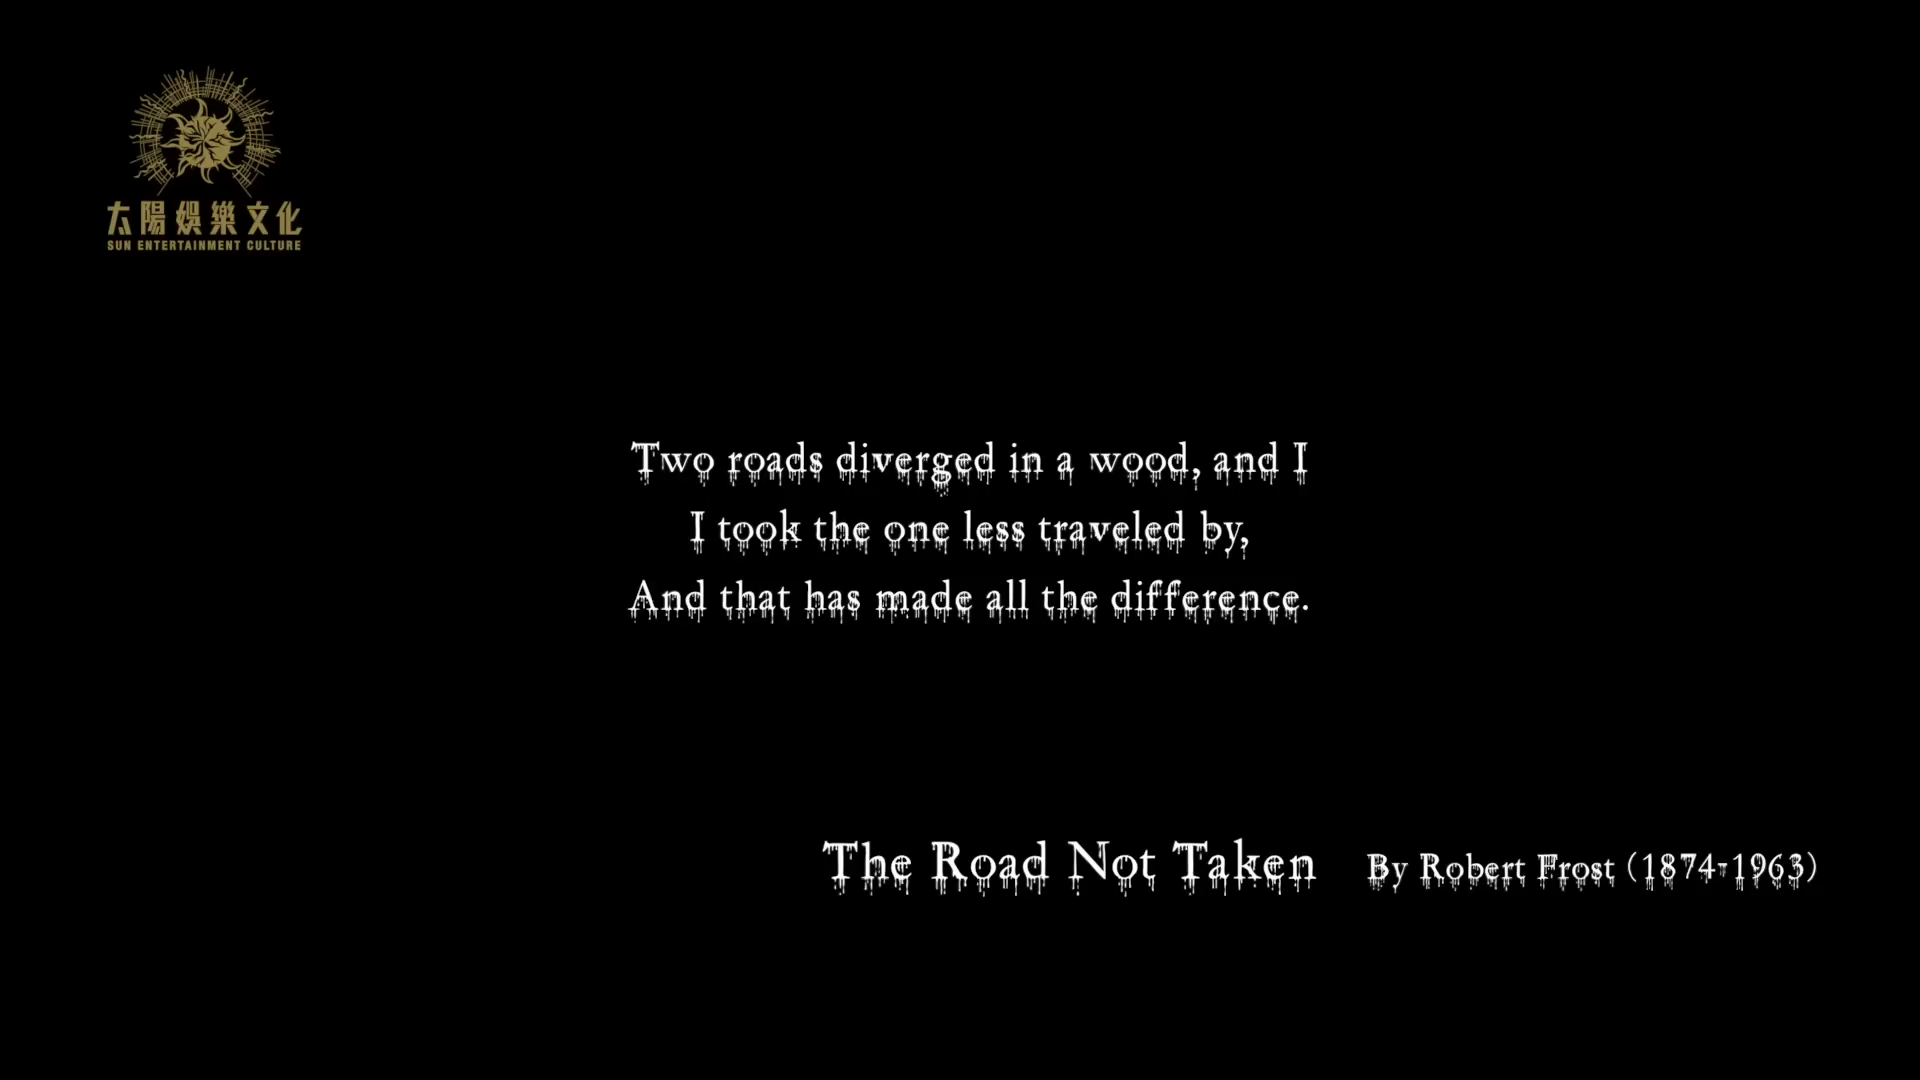 太陽娛樂文化
SUN ENTERTAINMENT CULTURE
Two roads diverged in a wood, and I
I took the one less traveled by,
And that has made all the difference.
The Road Not Taken By Robert Frost (1874-1963)